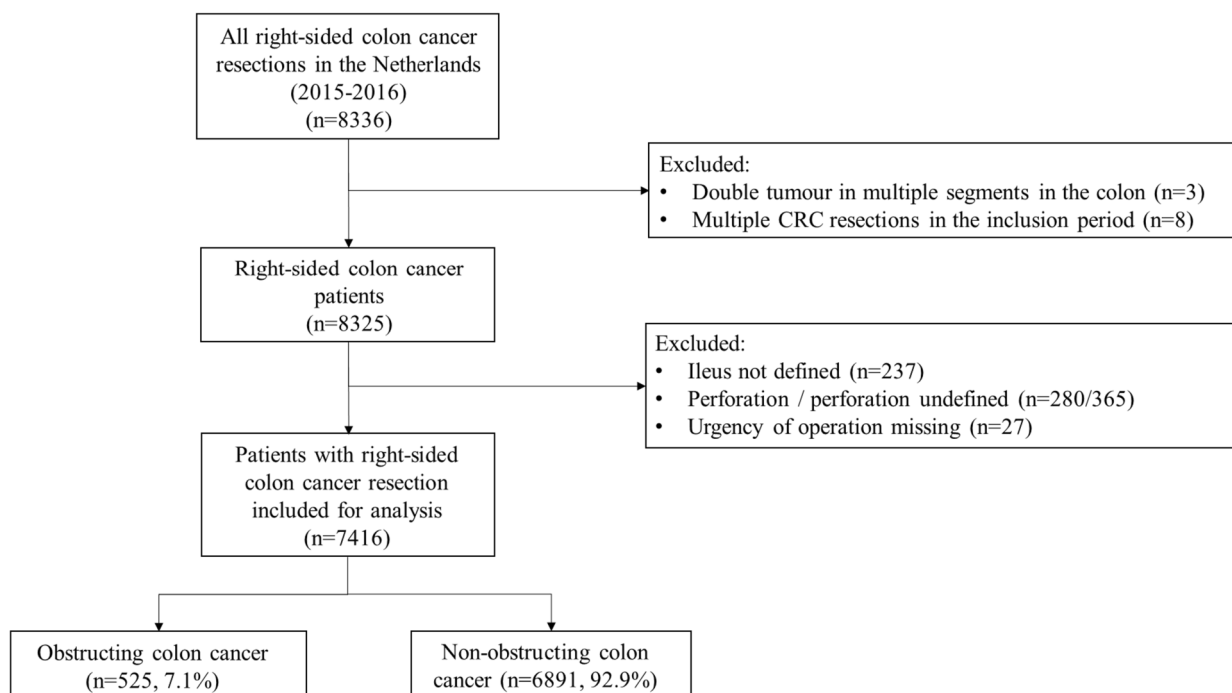 All right-sided colon cancer
resections in the Netherlands
(2015-2016)
(n=8336)
Excluded:
• Double tumour in multiple segments in the colon (n=3)
• Multiple CRC resections in the inclusion period (n=8)
Right-sided colon cancer
patients
(n=8325)
Excluded:
• Ileus not defined (n=237)
• Perforation / perforation undefined (n=280/365)
• Urgency of operation missing (n=27)
Patients with right-sided
colon cancer resection
included for analysis
(n=7416)
Obstructing colon cancer
(n=525, 7.1%)
Non-obstructing colon
cancer (n=6891, 92.9%)